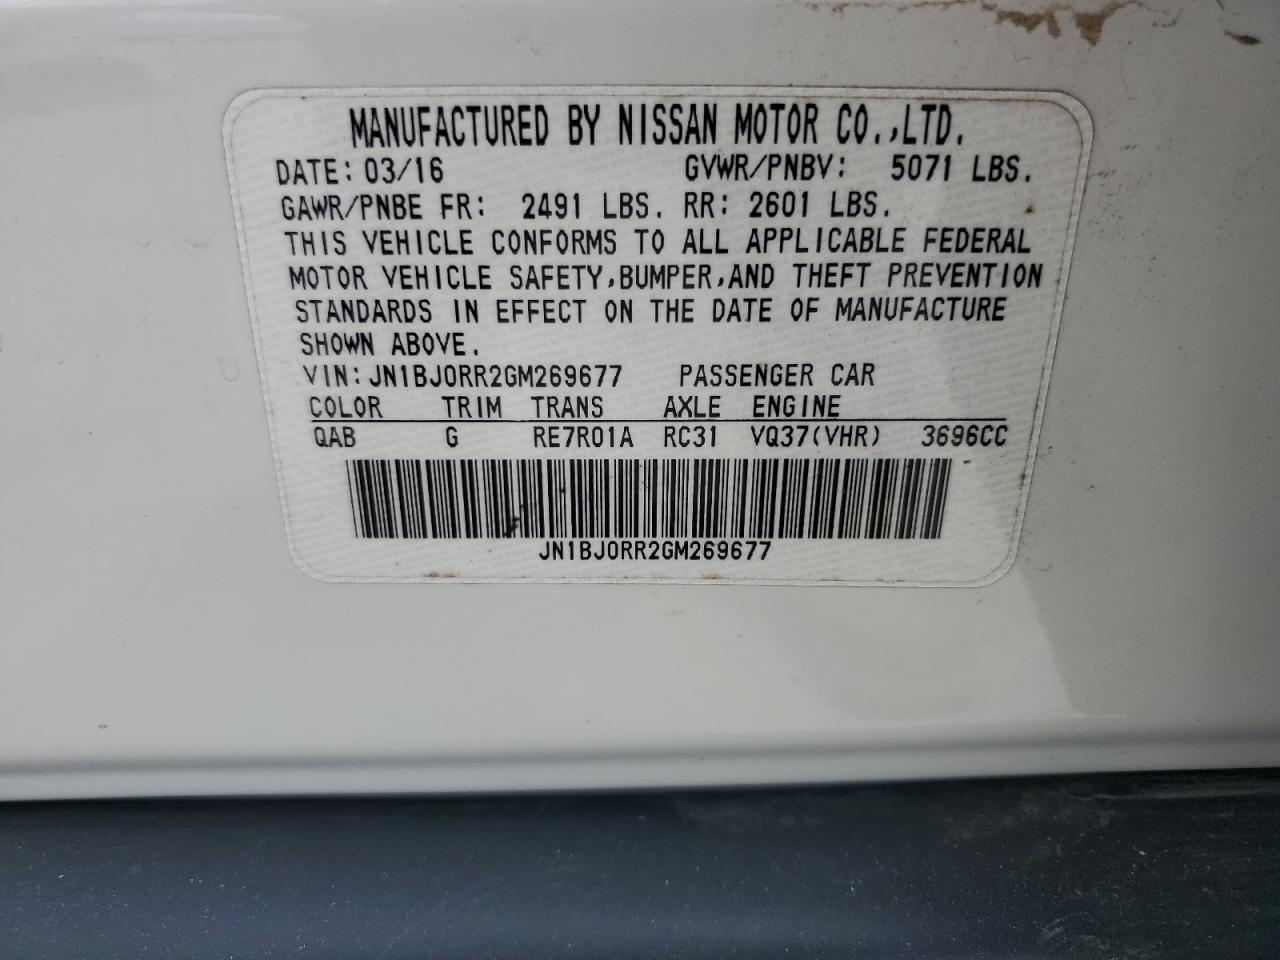 MANUFACTURED BY NISSAN MOTOR CO.,LTD.
DATE: 03/16 GVWR/PNBV: 5071 LBS.
GAWR/PNBE FR: 2491 LBS. RR: 2601 LBS.
THIS VEHICLE CONFORMS TO ALL APPLICABLE FEDERAL
MOTOR VEHICLE SAFETY,BUMPER,AND THEFT PREVENTION
STANDARDS IN EFFECT ON THE DATE OF MANUFACTURE
SHOWN ABOVE.
VIN:JN1BJ0RR2GM269677 PASSENGER CAR
COLOR TRIM TRANS AXLE ENGINE
QAB G RE7R01A RC31 VQ37(VHR) 3696CC
JN1BJ0RR2GM269677